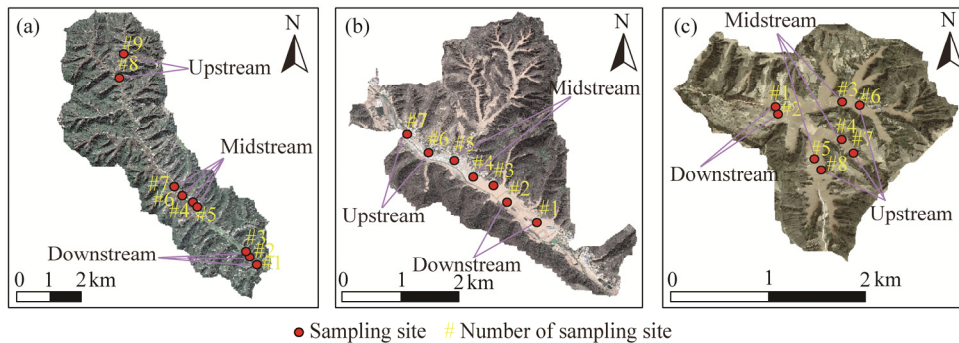 (a)
N
#9
#8
Upstream
Midstream
#7
#6
#4
#5
Downstream
#3
#2
#1
0 1 2 km
(b)
N
Midstream
#7
#6
#5
#4
#3
#2
#1
Upstream
Downstream
0 1 2 km
(c)
Midstream
N
#1
#2
#3
#6
#4
#7
#5
#8
Downstream
Upstream
0 1 2 km
Sampling site # Number of sampling site